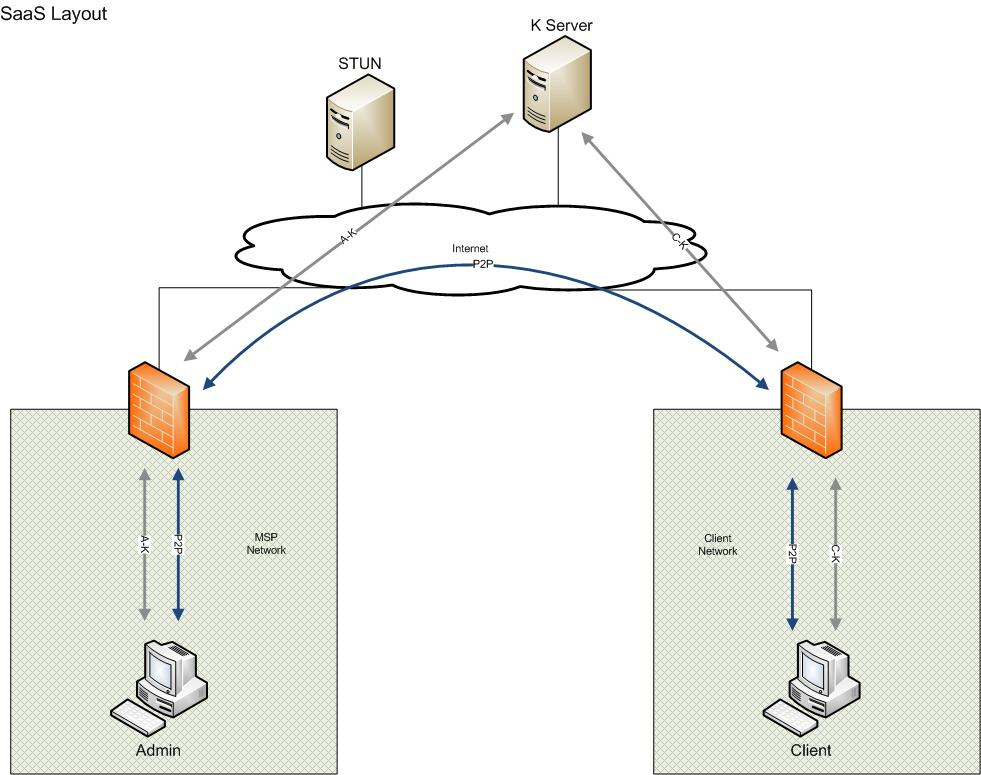 SaaS Layout
K Server
STUN
A-K
C-K
Internet
P2P
A-K
P2P
MSP
Network
Client
Network
P2P
C-K
Admin
Client